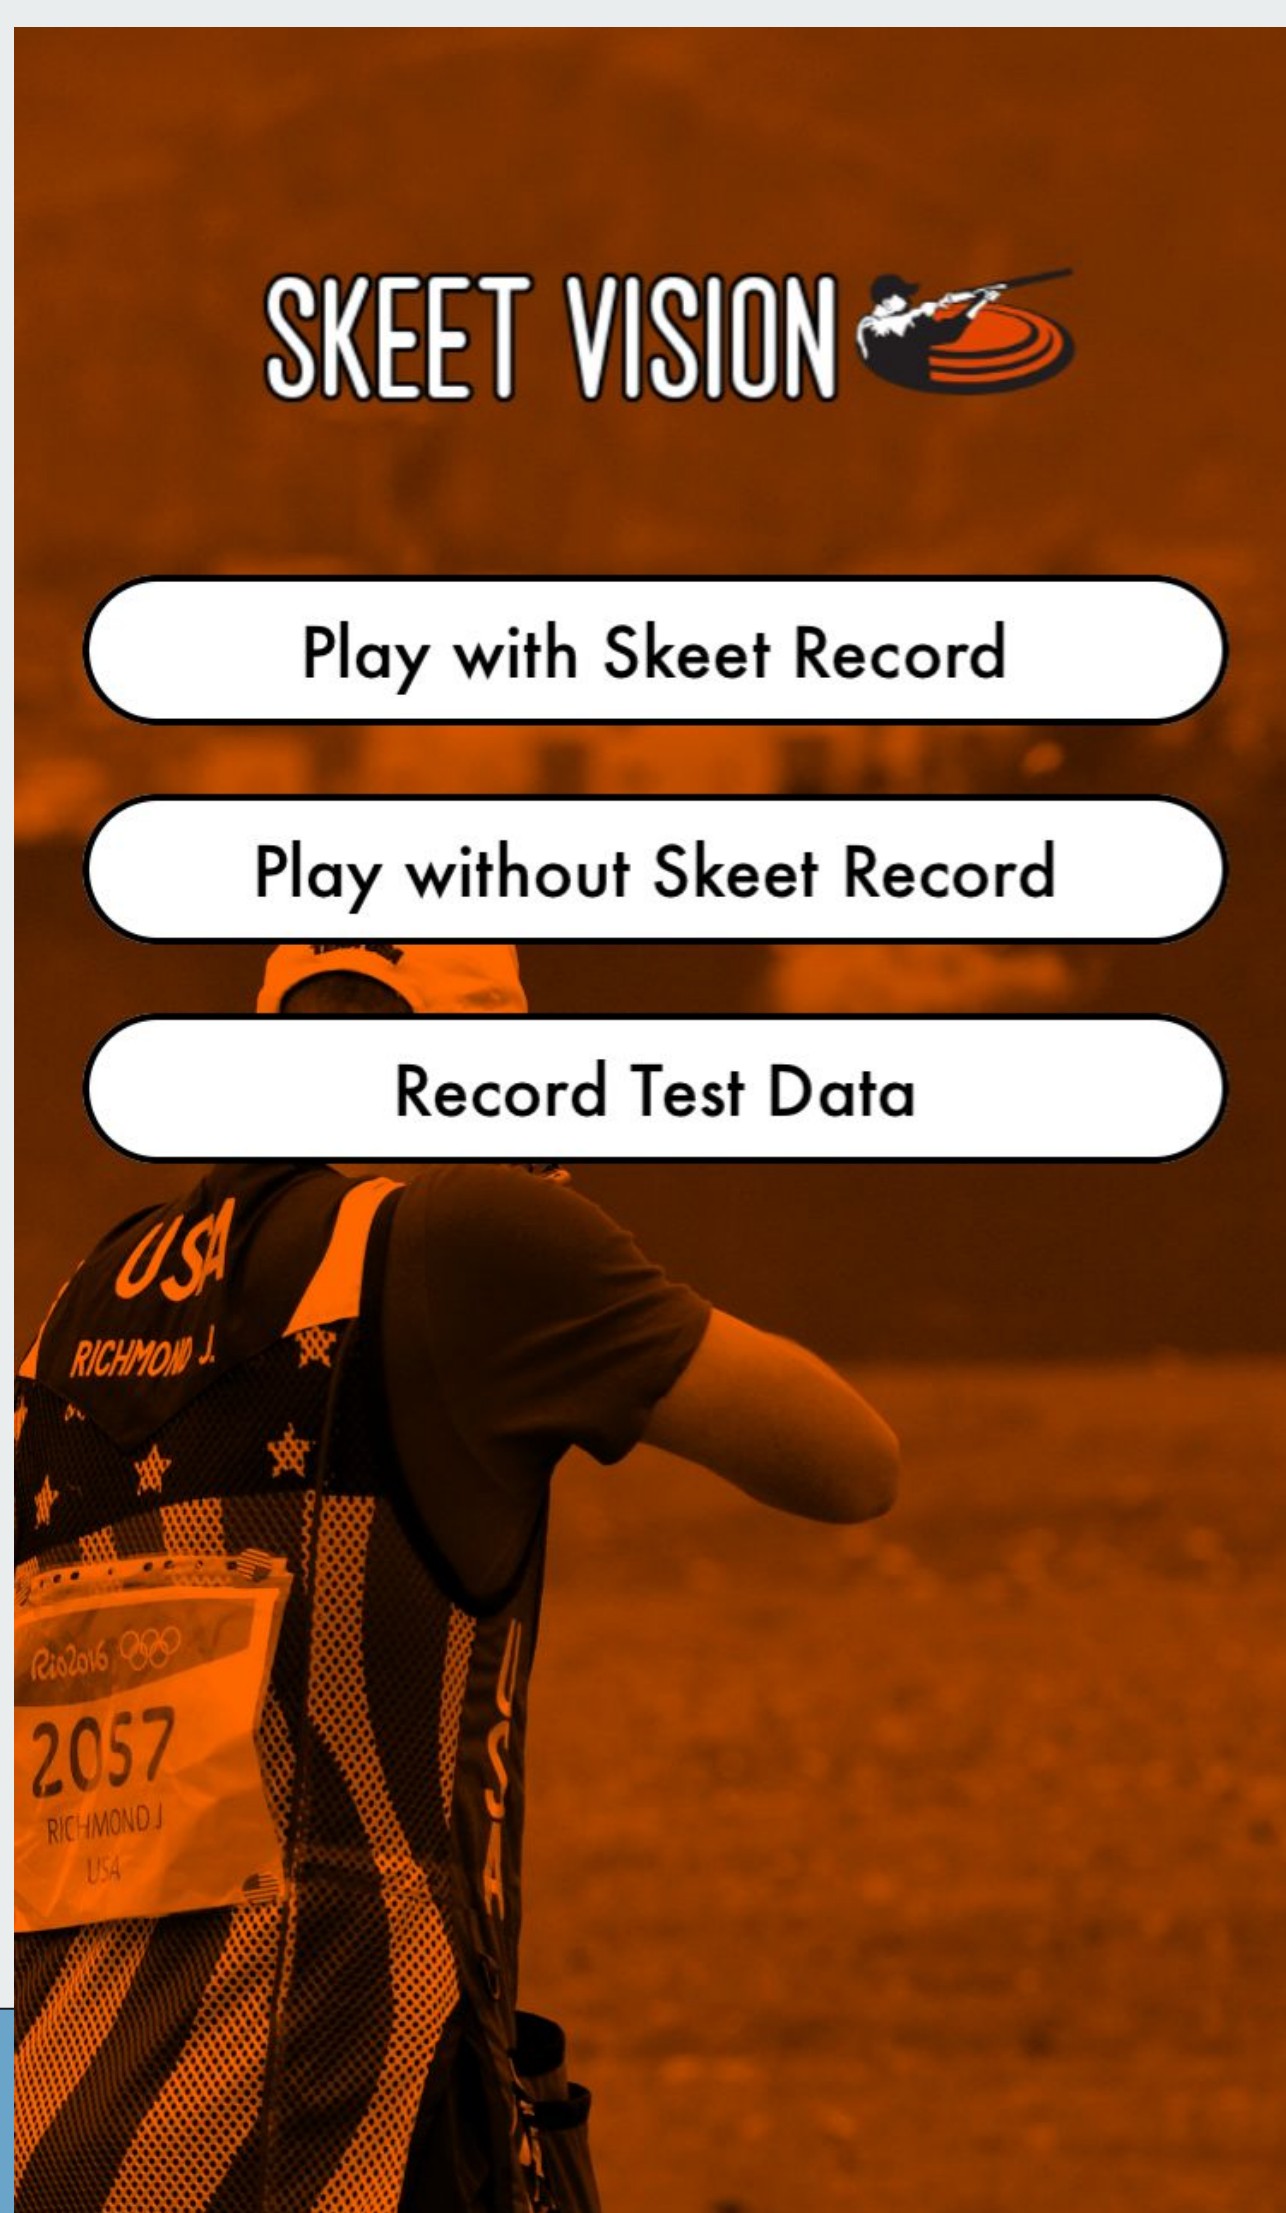 SKEET VISION
Play with Skeet Record
Play without Skeet Record
Record Test Data
USA
RICHMOND J.
Rio2016
2057
RICHMOND J
USA
USA